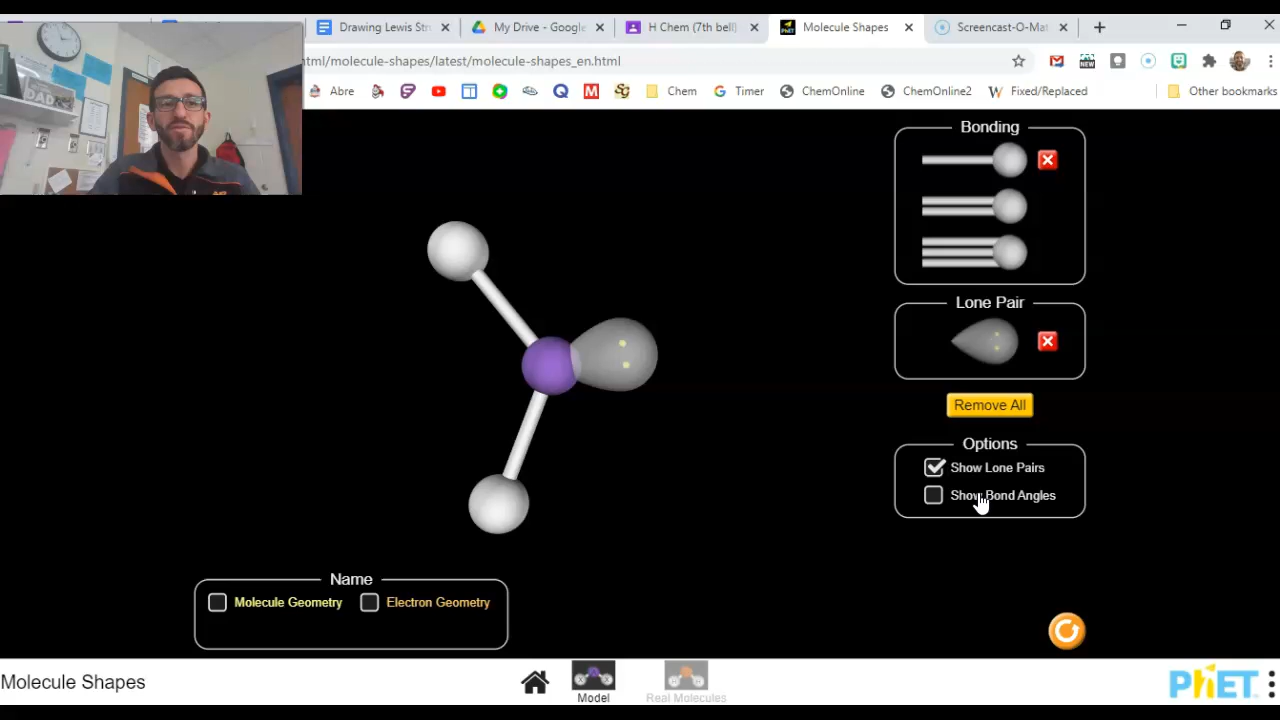 Drawing Lewis Str
My Drive - Google
H Chem (7th bell)
Molecule Shapes
Screencast-O-Mat
html/molecule-shapes/latest/molecule-shapes_en.html
NEW
Abre
M
Chem
Timer
ChemOnline
ChemOnline2
Fixed/Replaced
Other bookmarks
DAD
Bonding
Lone Pair
Remove All
Options
Show Lone Pairs
Show Bond Angles
Name
Molecule Geometry
Electron Geometry
Molecule Shapes
Model
Real Molecules
PhET